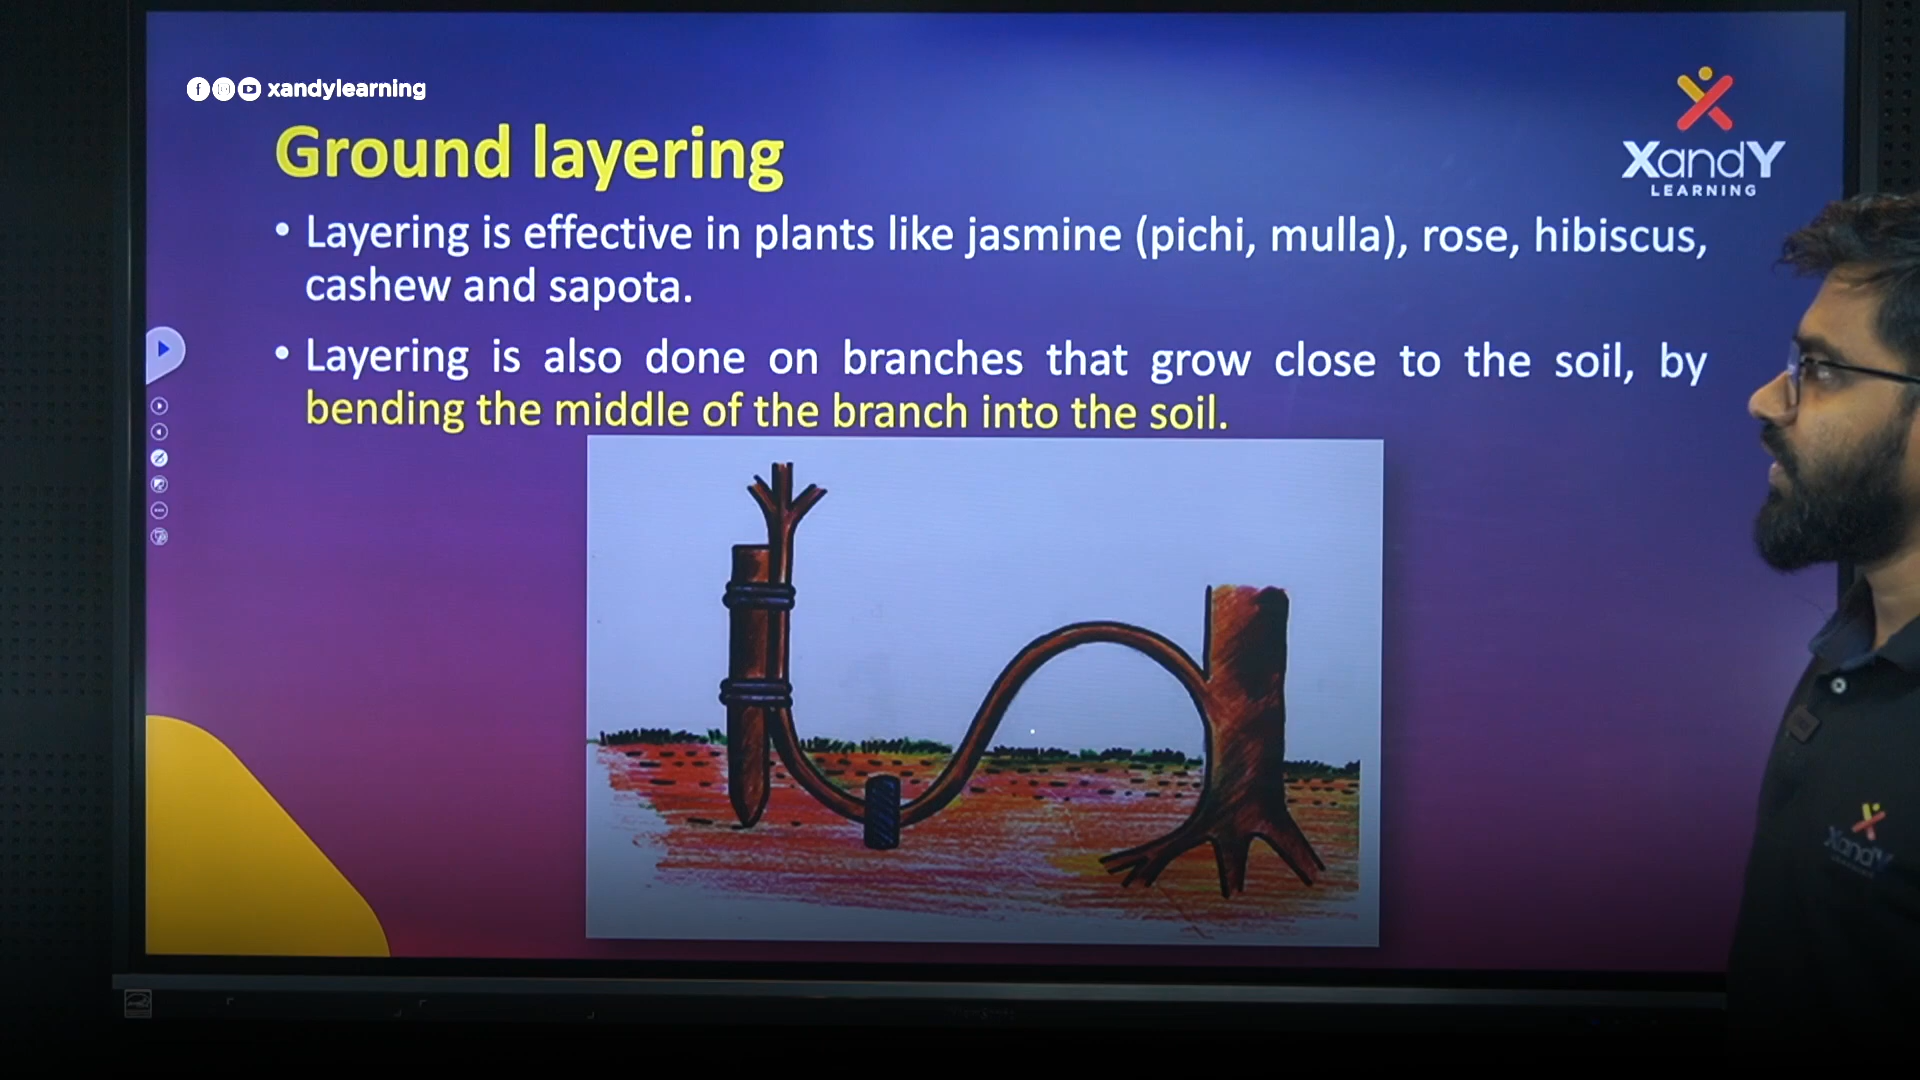 xandylearning
XandY
LEARNING
Ground layering
• Layering is effective in plants like jasmine (pichi, mulla), rose, hibiscus,
cashew and sapota.
• Layering is also done on branches that grow close to the soil, by
bending the middle of the branch into the soil.
XandY